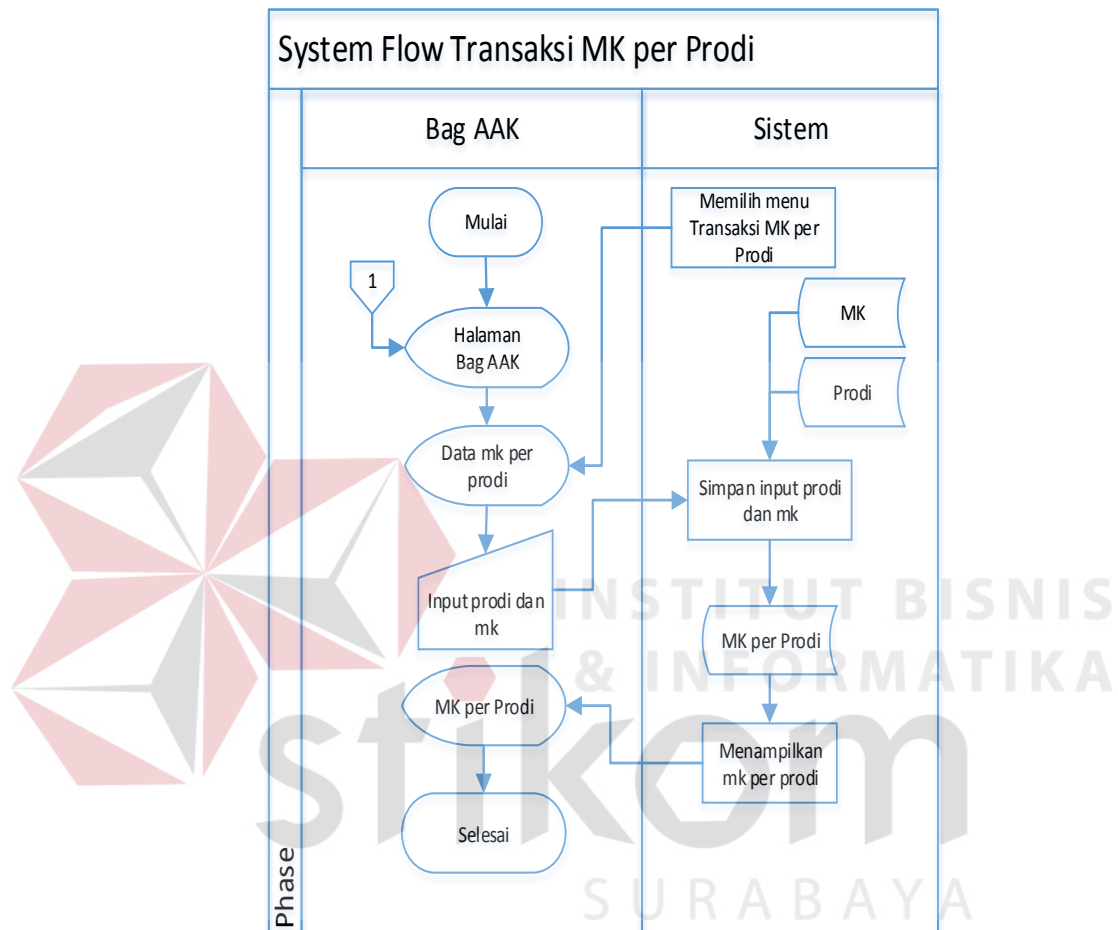 System Flow Transaksi MK per Prodi
Bag AAK
Sistem
Mulai
Memilih menu
Transaksi MK per
Prodi
1
MK
Halaman
Bag AAK
Prodi
Data mk per
prodi
Simpan input prodi
dan mk
Input prodi dan
mk
MK per Prodi
MK per Prodi
Menampilkan
mk per prodi
Selesai
Phase
INSTITUT BISNIS
& INFORMATIKA
stikom
SURABAYA